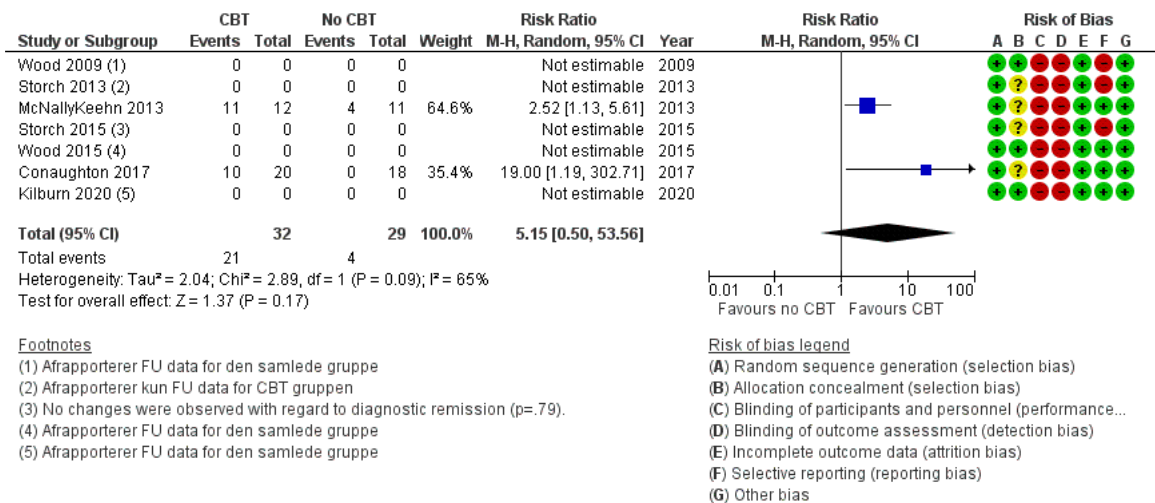 CBT No CBT Risk Ratio Risk Ratio Risk of Bias
Study or Subgroup Events Total Events Total Weight M-H, Random, 95% CI Year M-H, Random, 95% CI A B C D E F G
Wood 2009 (1) 0 0 0 0 Not estimable 2009 + + - - + - +
Storch 2013 (2) 0 0 0 0 Not estimable 2013 + ? - - + - +
McNallyKeehn 2013 11 12 4 11 64.6% 2.52 [1.13, 5.61] 2013 + ? - - + + +
Storch 2015 (3) 0 0 0 0 Not estimable 2015 + ? - - + - +
Wood 2015 (4) 0 0 0 0 Not estimable 2015 + + - - + + +
Conaughton 2017 10 20 0 18 35.4% 19.00 [1.19, 302.71] 2017 + ? - - + + +
Kilburn 2020 (5) 0 0 0 0 Not estimable 2020 + + - - + + +
Total (95% CI) 32 29 100.0% 5.15 [0.50, 53.56]
Total events 21 4
Heterogeneity: Tau² = 2.04; Chi² = 2.89, df = 1 (P = 0.09); I² = 65%
Test for overall effect: Z = 1.37 (P = 0.17)
0.01 0.1 1 10 100
Favours no CBT Favours CBT
Footnotes
(1) Afrapporterer FU data for den samlede gruppe
(2) Afrapporterer kun FU data for CBT gruppen
(3) No changes were observed with regard to diagnostic remission (p=.79).
(4) Afrapporterer FU data for den samlede gruppe
(5) Afrapporterer FU data for den samlede gruppe
Risk of bias legend
(A) Random sequence generation (selection bias)
(B) Allocation concealment (selection bias)
(C) Blinding of participants and personnel (performance...
(D) Blinding of outcome assessment (detection bias)
(E) Incomplete outcome data (attrition bias)
(F) Selective reporting (reporting bias)
(G) Other bias